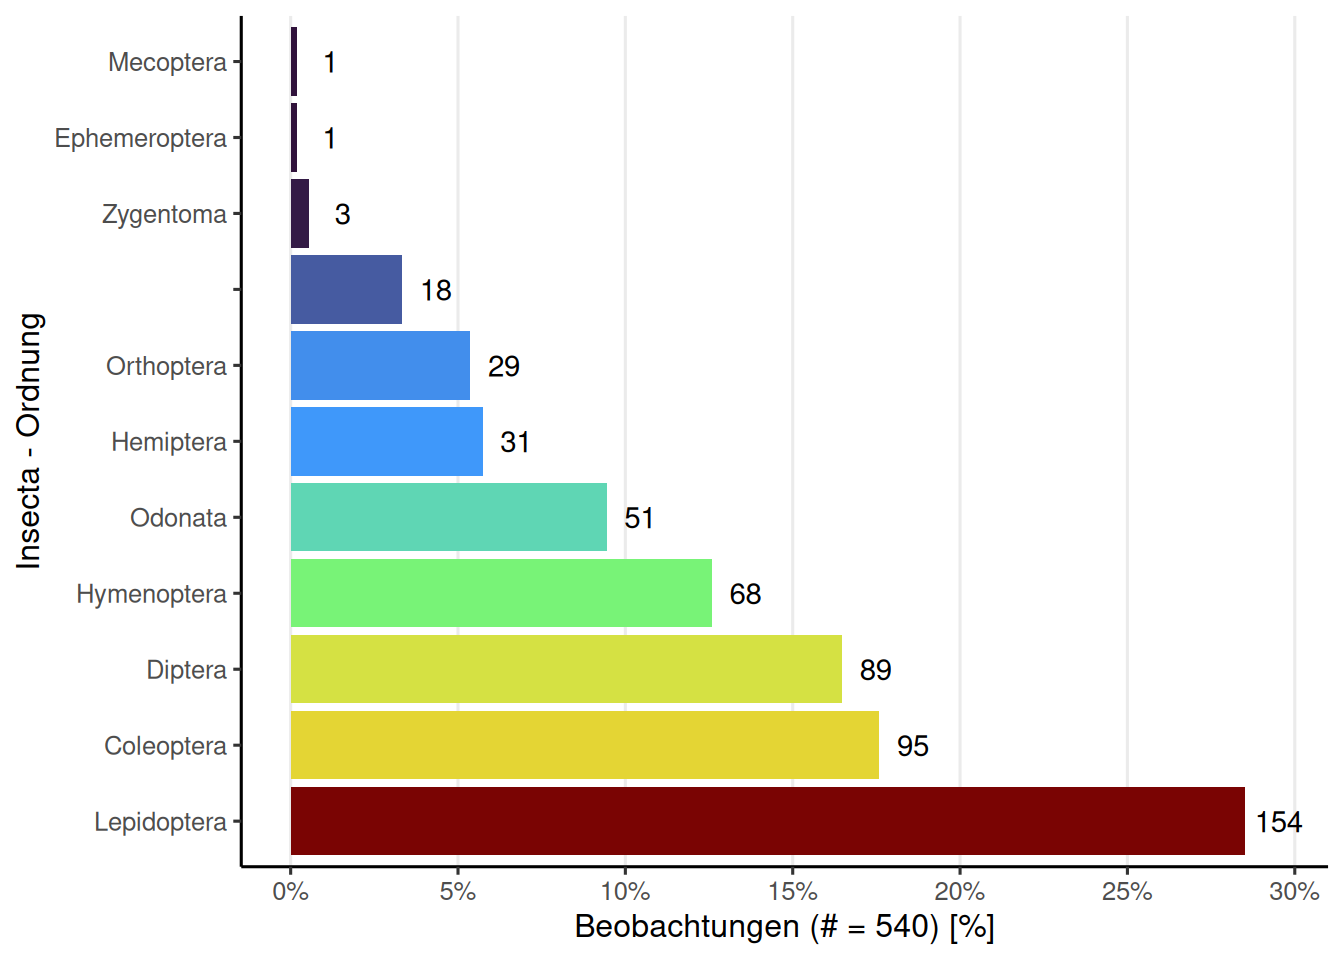 Mecoptera 1
Ephemeroptera 1
Zygentoma 3
18
Orthoptera 29
Hemiptera 31
Odonata 51
Hymenoptera 68
Diptera 89
Coleoptera 95
Lepidoptera 154
Insecta - Ordnung
0% 5% 10% 15% 20% 25% 30%
Beobachtungen (# = 540) [%]